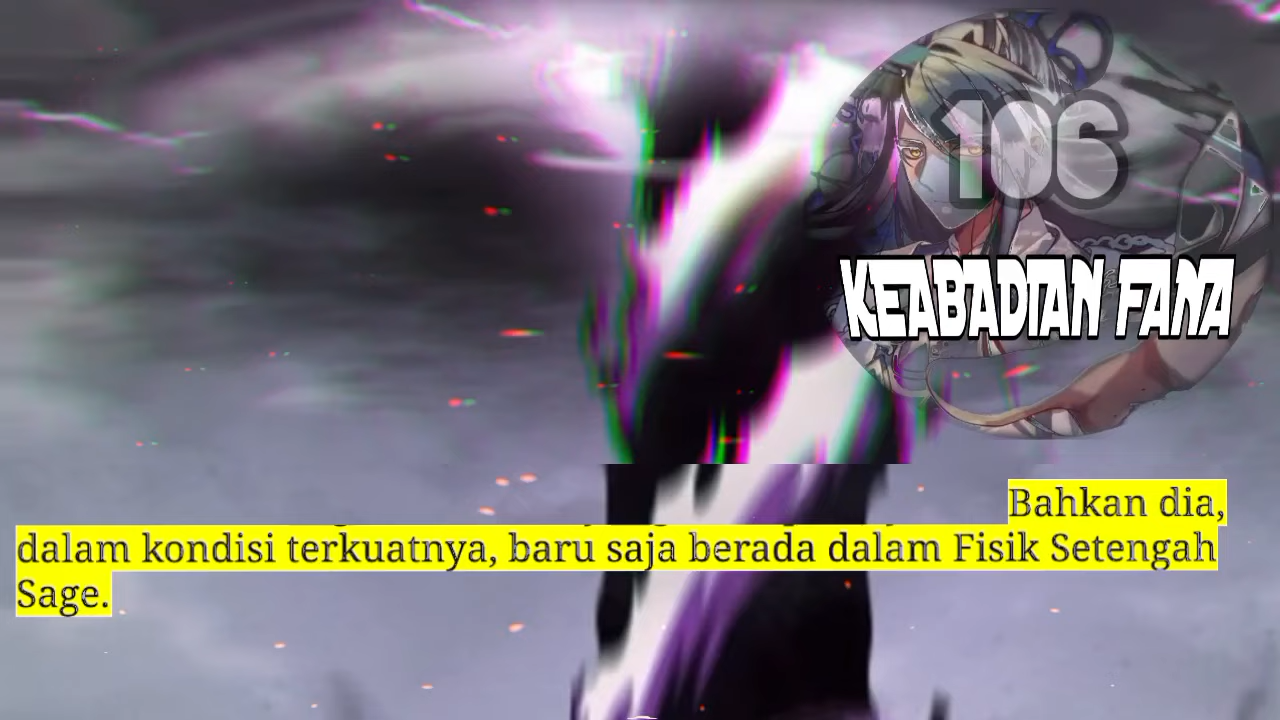 106
KEABADIAN FANA
Bahkan dia,
dalam kondisi terkuatnya, baru saja berada dalam Fisik Setengah
Sage.